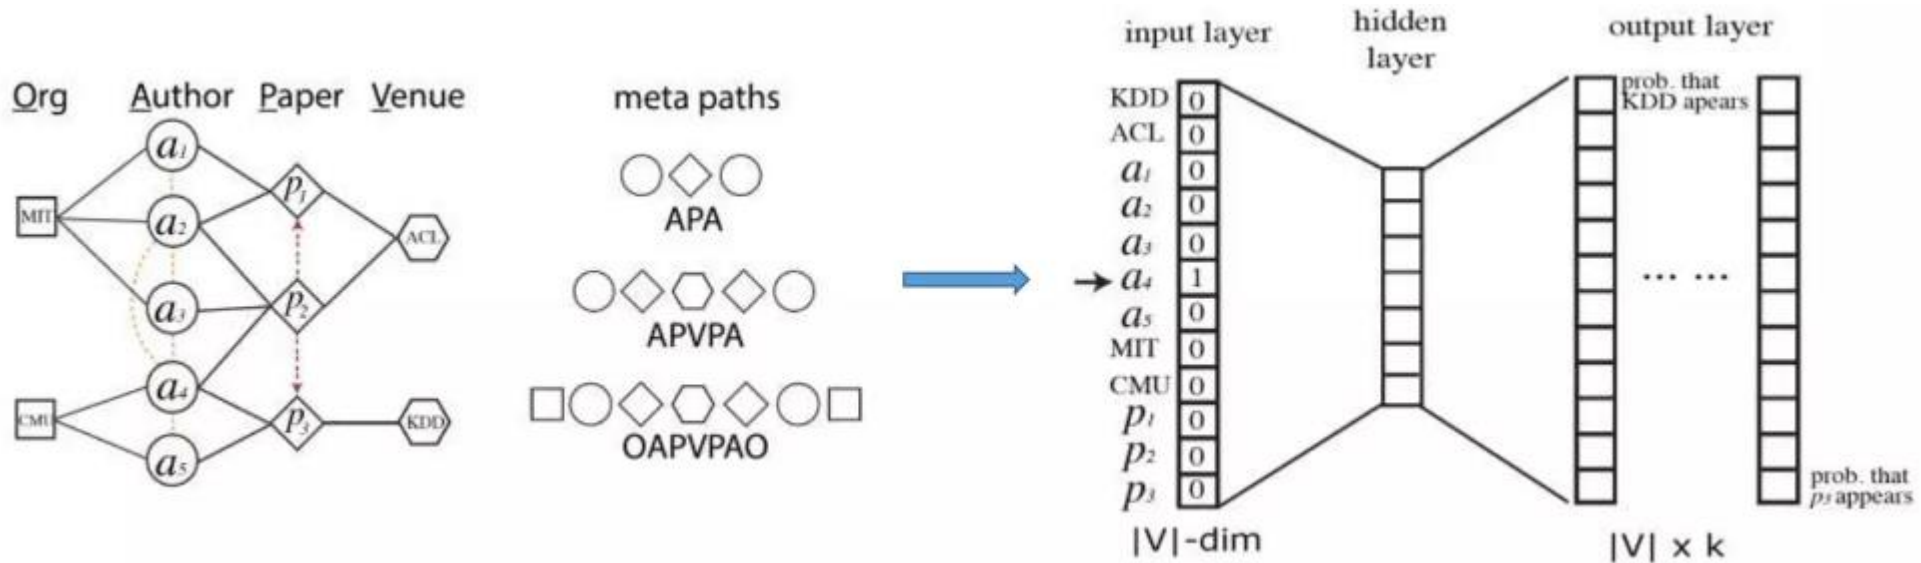 Org Author Paper Venue
MIT
CMU
a1
a2
a3
a4
a5
p1
p2
p3
ACL
KDD
meta paths
APA
APVPA
OAPVPAO
input layer
KDD 0
ACL 0
a1 0
a2 0
a3 0
a4 1
a5 0
MIT 0
CMU 0
p1 0
p2 0
p3 0
|V|-dim
hidden
layer
output layer
prob. that
KDD apears
... ...
prob. that
p3 appears
|V| x k